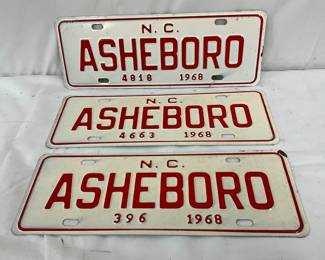 N.C.
ASHEBORO
4818 1968
N.C.
ASHEBORO
4663 1968
N.C.
ASHEBORO
396 1968